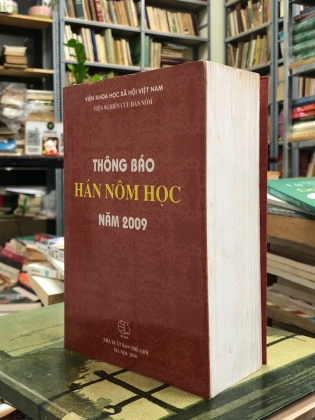 VIỆN KHOA HỌC XÃ HỘI VIỆT NAM
VIỆN NGHIÊN CỨU HÁN NÔM
THÔNG BÁO
HÁN NÔM HỌC
NĂM 2009
NHÀ XUẤT BẢN THẾ GIỚI
HÀ NỘI - 2010